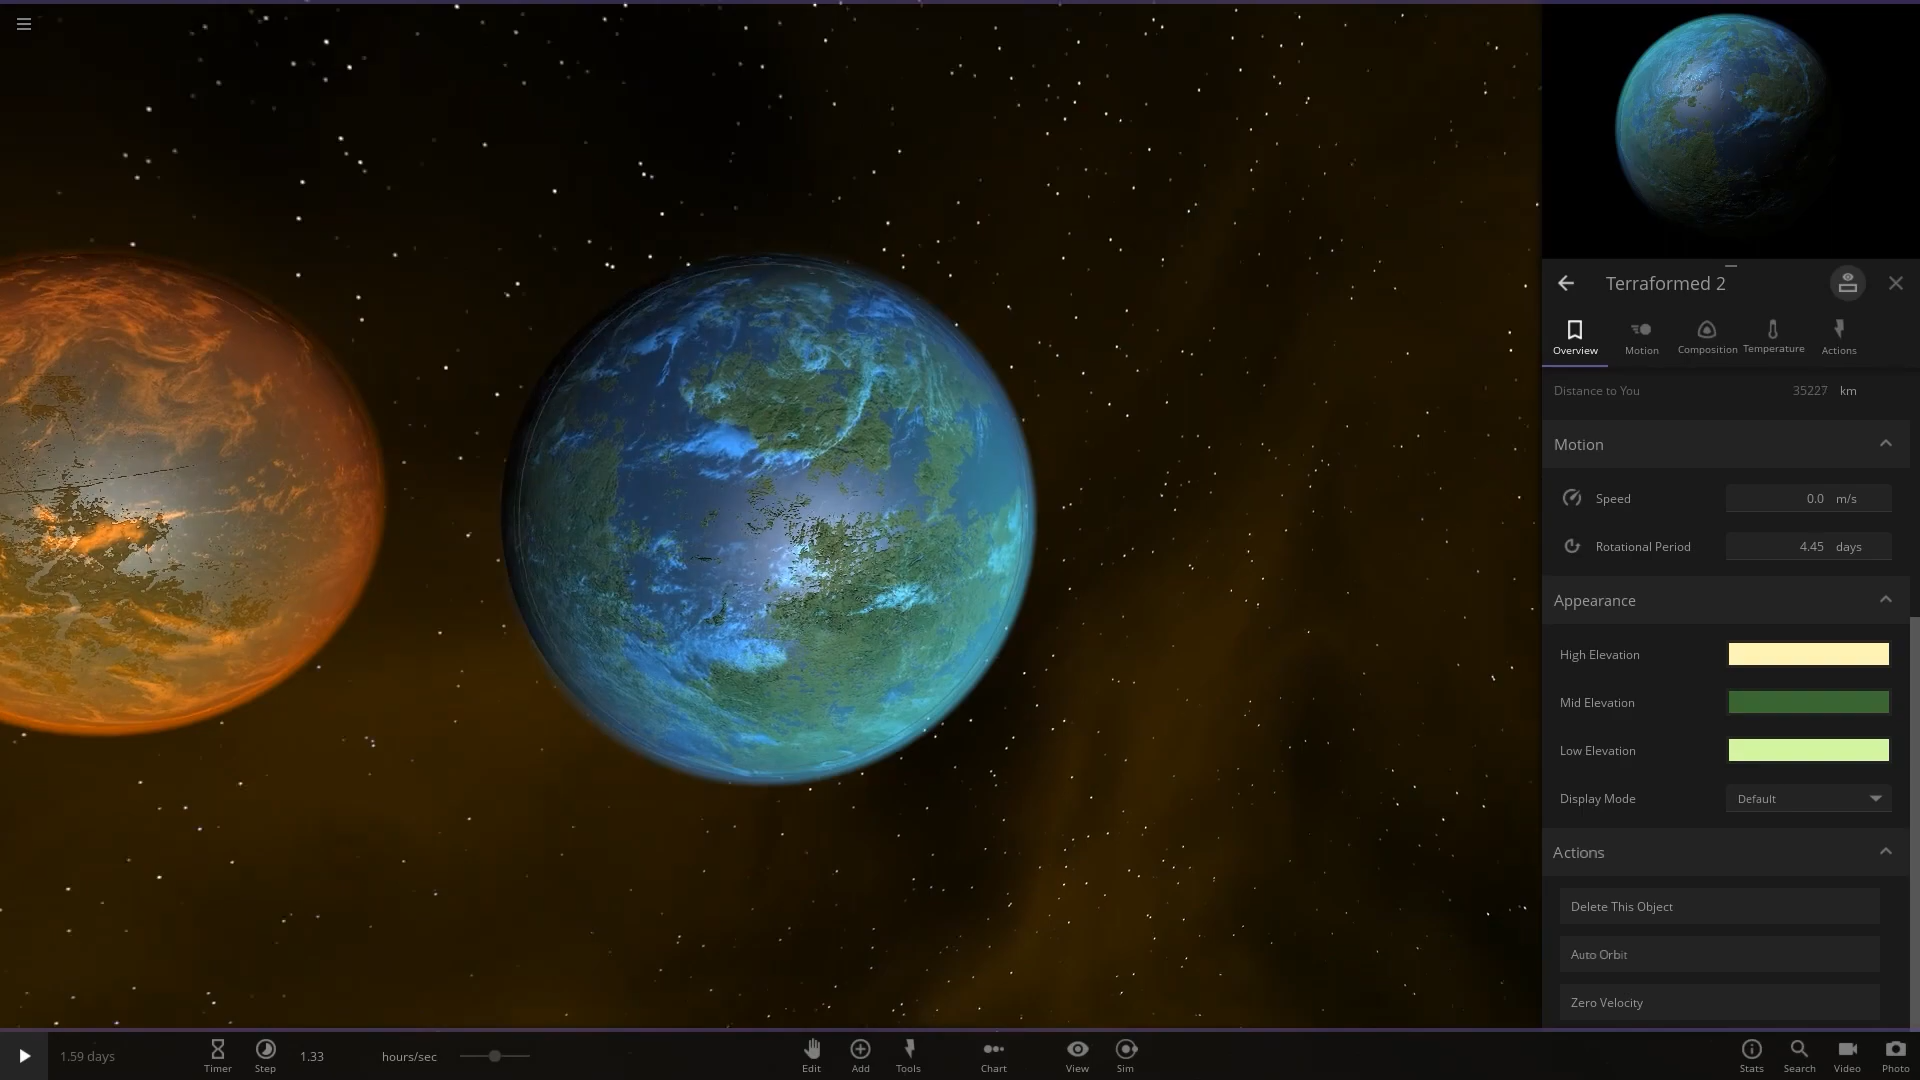 Terraformed 2
Overview
Motion
Composition
Temperature
Actions
Distance to You 35227 km
Motion
Speed 0.0 m/s
Rotational Period 4.45 days
Appearance
High Elevation
Mid Elevation
Low Elevation
Display Mode Default
Actions
Delete This Object
Auto Orbit
Zero Velocity
1.59 days
Timer
Step
1.33 hours/sec
Edit
Add
Tools
Chart
View
Sim
Stats
Search
Video
Photo